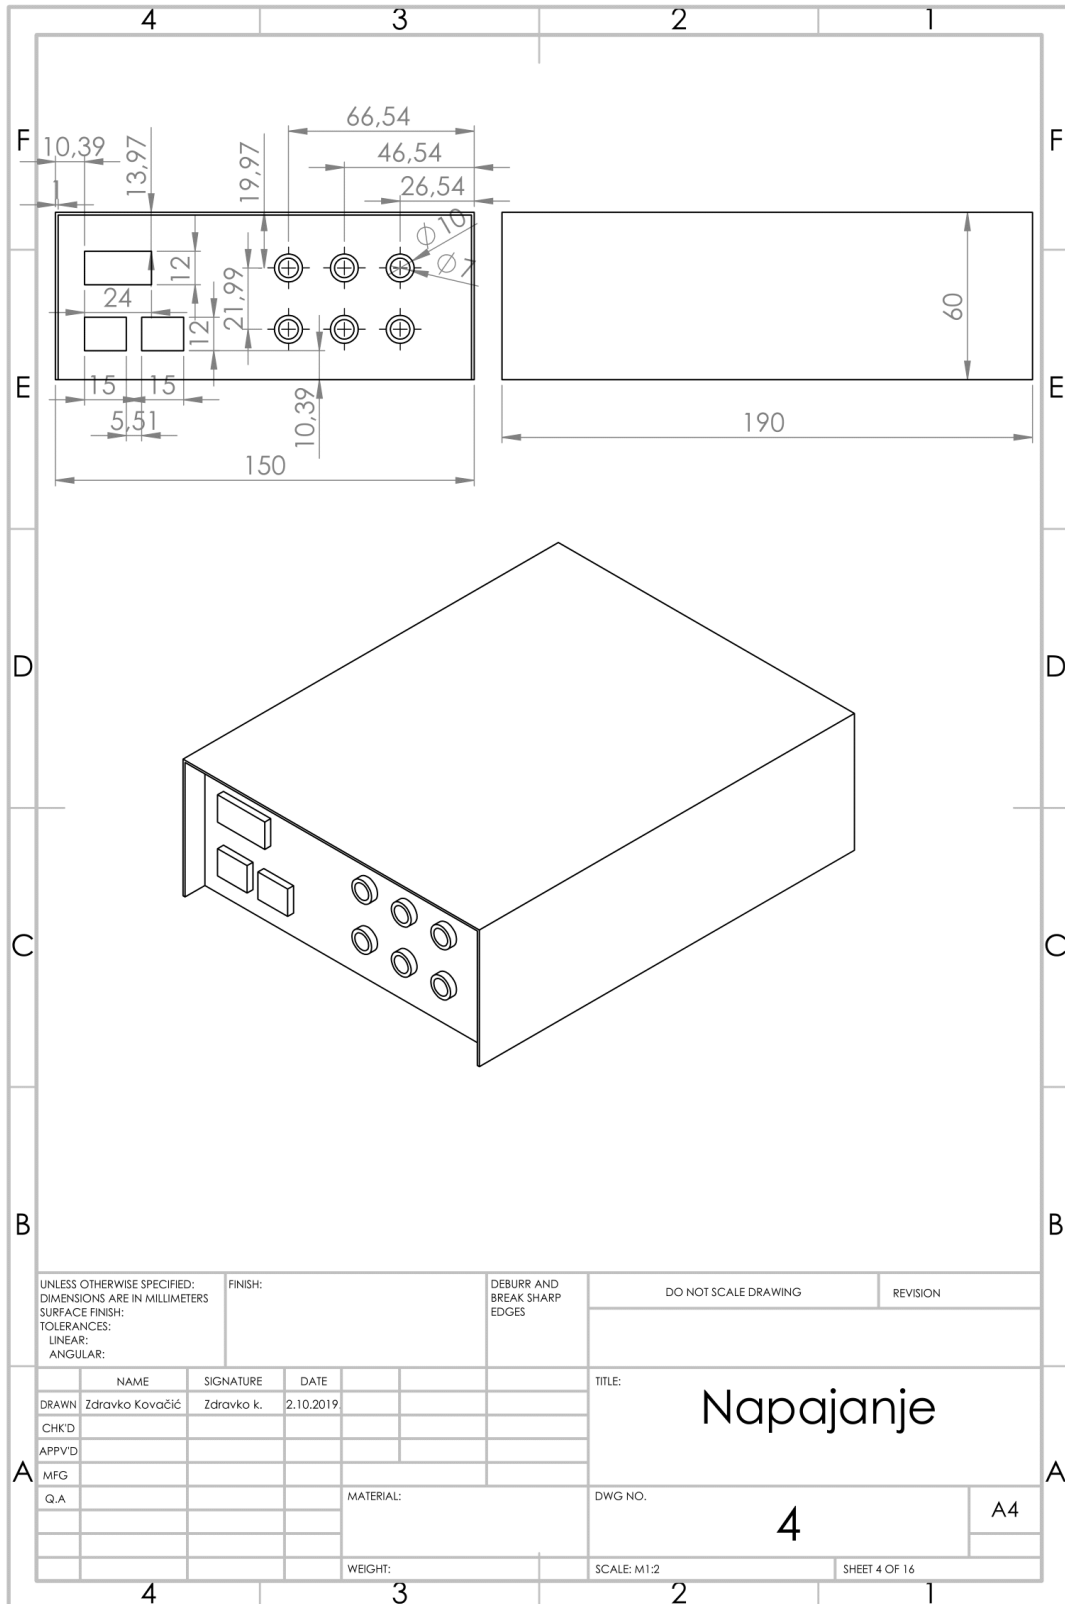 4 3 2 1
F F
66,54
10,39 46,54
13,97 19,97 26,54
1
Ø 10
Ø 7
12
24 21,99 60
12
E E
15 15
5,51 10,39 190
150
D D
C C
B B
UNLESS OTHERWISE SPECIFIED: FINISH: DEBURR AND
DIMENSIONS ARE IN MILLIMETERS BREAK SHARP DO NOT SCALE DRAWING REVISION
SURFACE FINISH: EDGES
TOLERANCES:
LINEAR:
ANGULAR:
NAME SIGNATURE DATE TITLE:
DRAWN Zdravko Kovačić Zdravko k. 2.10.2019 Napajanje
CHK'D
APPV'D
A MFG A
Q.A MATERIAL: DWG NO. A4
4
WEIGHT: SCALE: M1:2 SHEET 4 OF 16
4 3 2 1